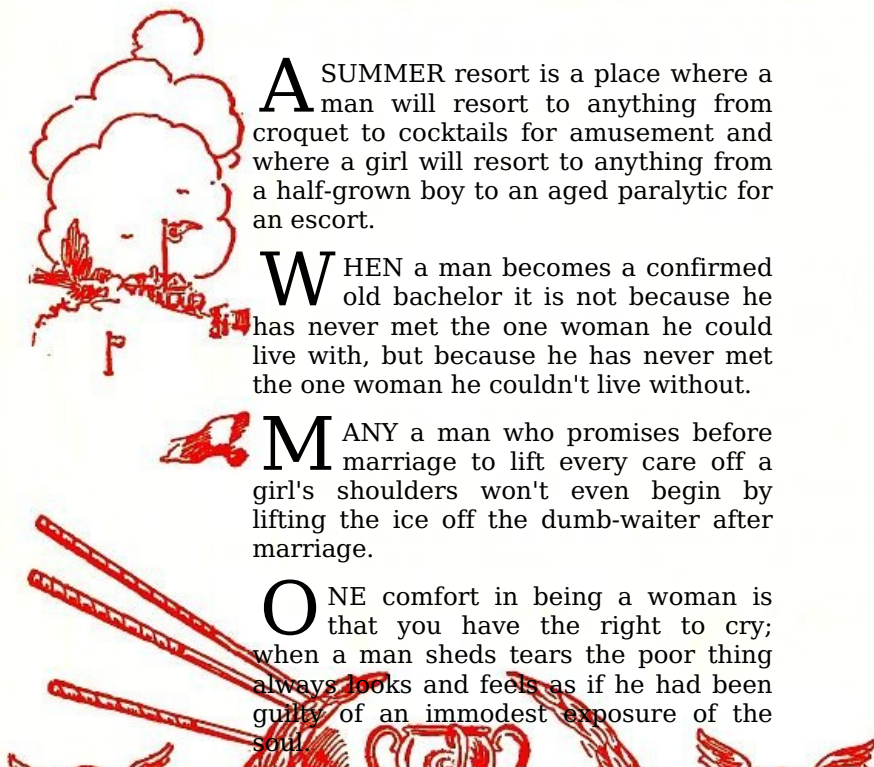 A SUMMER resort is a place where a
man will resort to anything from
croquet to cocktails for amusement and
where a girl will resort to anything from
a half-grown boy to an aged paralytic for
an escort.
WHEN a man becomes a confirmed
old bachelor it is not because he
has never met the one woman he could
live with, but because he has never met
the one woman he couldn't live without.
MANY a man who promises before
marriage to lift every care off a
girl's shoulders won't even begin by
lifting the ice off the dumb-waiter after
marriage.
ONE comfort in being a woman is
that you have the right to cry;
when a man sheds tears the poor thing
always looks and feels as if he had been
guilty of an immodest exposure of the
soul.